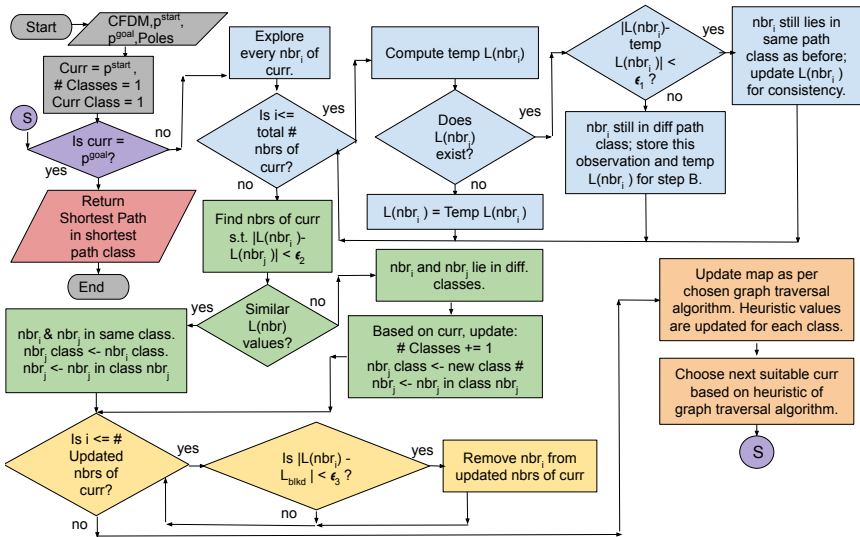 Start
CFDM,p^start,
p^goal,Poles
Curr = p^start,
# Classes = 1
Curr Class = 1
S
Is curr =
p^goal?
no
yes
Return
Shortest Path
in shortest
path class
End
Explore
every nbr_i of
curr.
Is i<=
total #
nbrs of
curr?
yes
no
Compute temp L(nbr_i)
Does
L(nbr_i)
exist?
yes
no
L(nbr_i) = Temp L(nbr_i)
|L(nbr_i)-
temp
L(nbr_i)| <
ϵ_1 ?
yes
no
nbr_i still lies in
same path
class as before;
update L(nbr_i)
for consistency.
nbr_i still in diff path
class; store this
observation and temp
L(nbr_i) for step B.
Find nbrs of curr
s.t. |L(nbr_i)-
L(nbr_j)| < ϵ_2
Similar
L(nbr)
values?
yes
no
nbr_i and nbr_j lie in diff.
classes.
Based on curr, update:
# Classes += 1
nbr_j class <- new class #
nbr_j <- nbr_j in class nbr_j
nbr_i & nbr_j in same class.
nbr_j class <- nbr_i class.
nbr_j <- nbr_j in class nbr_j
Is i <= #
Updated
nbrs of
curr?
yes
no
Is |L(nbr_i) -
L_blkd | < ϵ_3 ?
yes
no
Remove nbr_i from
updated nbrs of curr
Update map as per
chosen graph traversal
algorithm. Heuristic values
are updated for each class.
Choose next suitable curr
based on heuristic of
graph traversal algorithm.
S